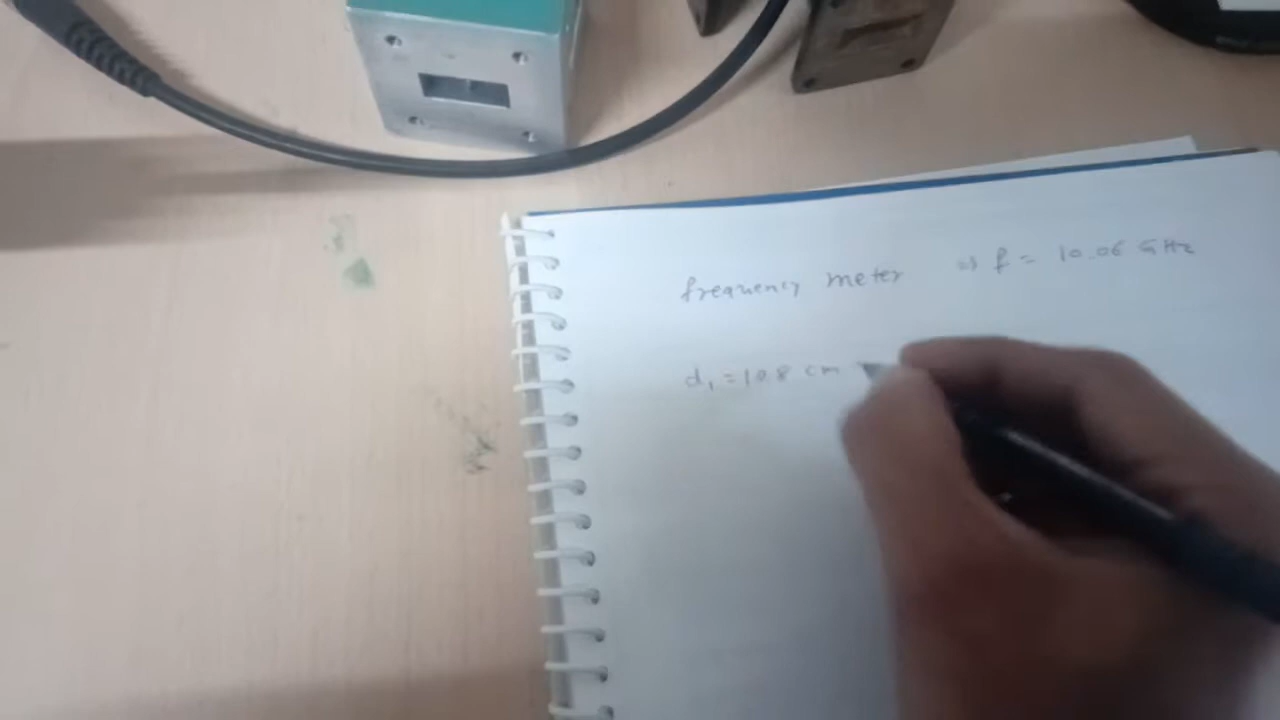 frequency meter => f = 10.06 GHz
d₁ = 10.8 cm